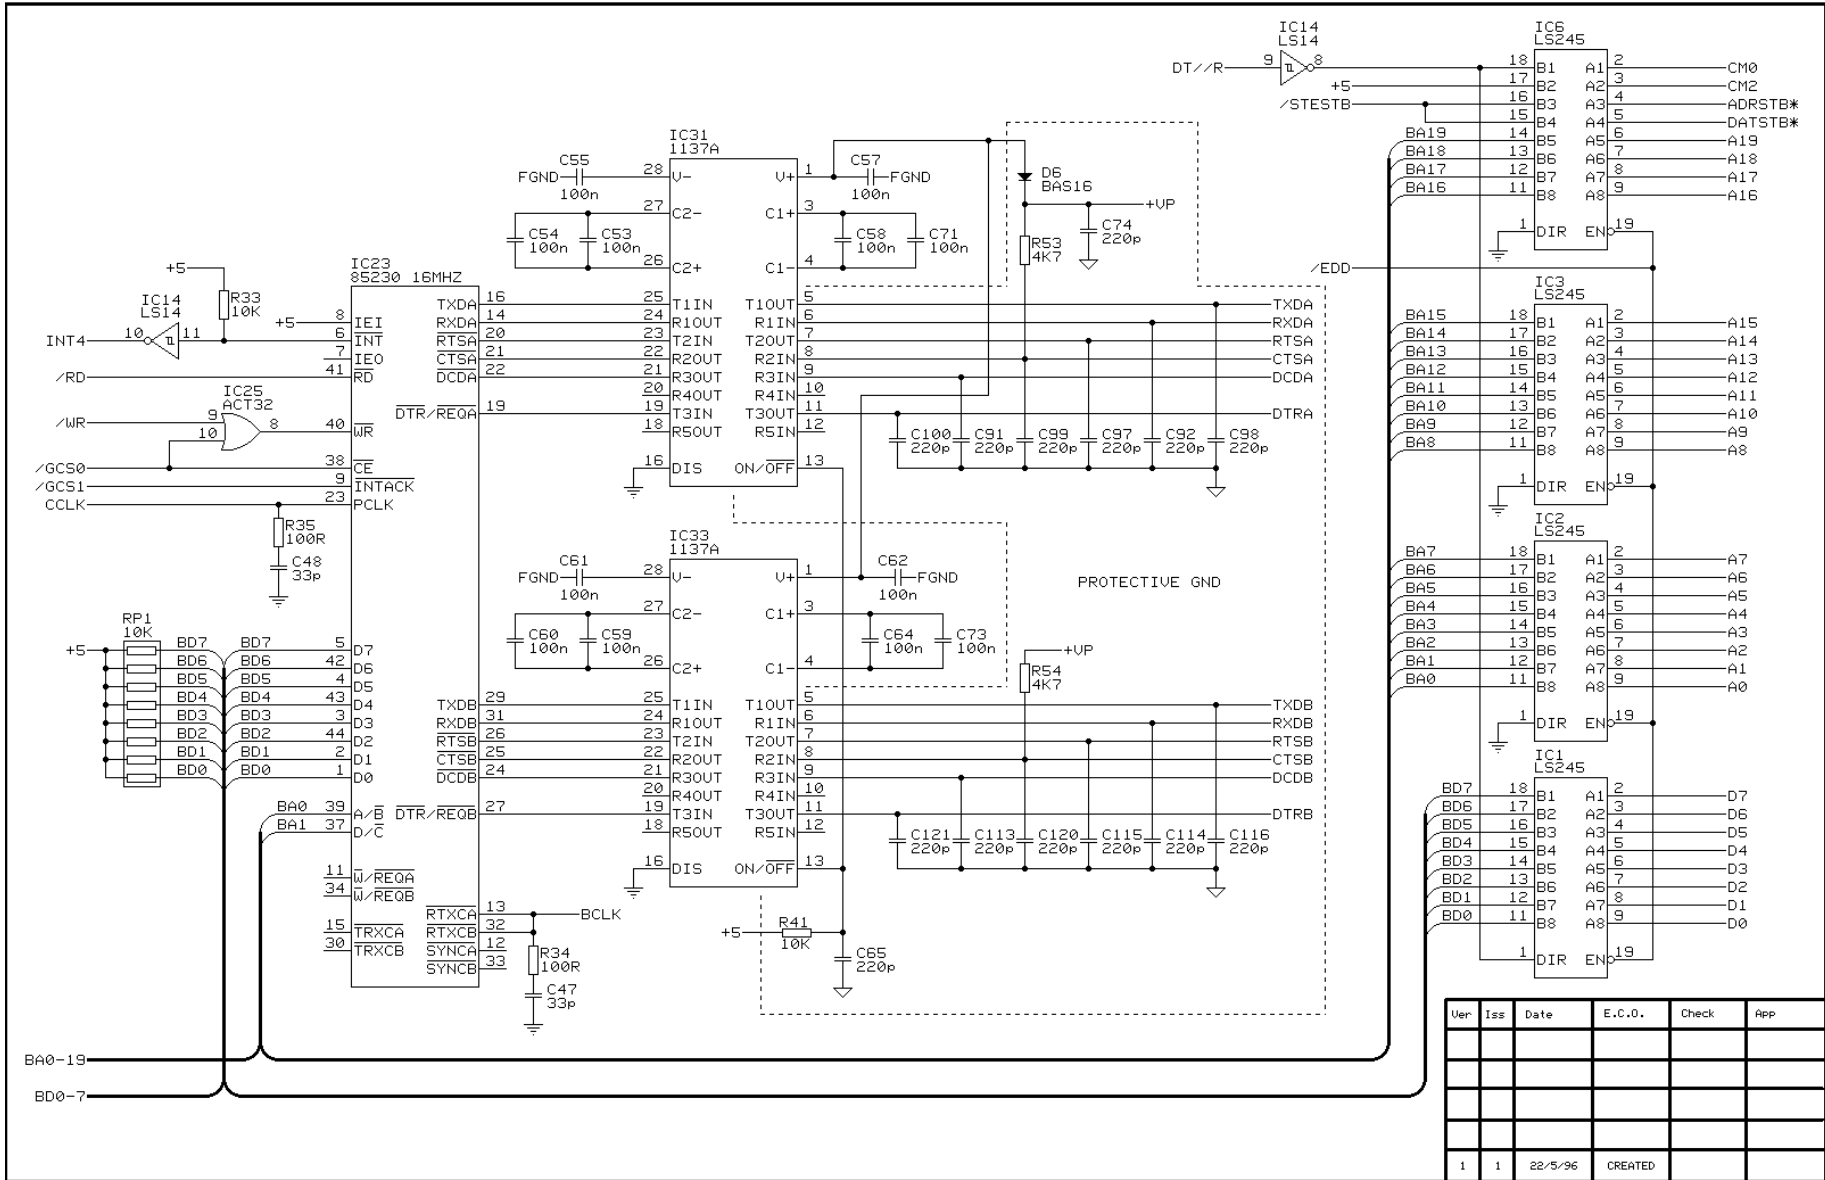 IC14
LS14
DT//R
9
8
+5
/STESTB
IC6
LS245
18 B1 A1 2 CM0
17 B2 A2 3 CM2
16 B3 A3 4 ADRSTB*
15 B4 A4 5 DATSTB*
BA19 14 B5 A5 6 A19
BA18 13 B6 A6 7 A18
BA17 12 B7 A7 8 A17
BA16 11 B8 A8 9 A16
1 DIR EN 19
/EDD
IC3
LS245
BA15 18 B1 A1 2 A15
BA14 17 B2 A2 3 A14
BA13 16 B3 A3 4 A13
BA12 15 B4 A4 5 A12
BA11 14 B5 A5 6 A11
BA10 13 B6 A6 7 A10
BA9 12 B7 A7 8 A9
BA8 11 B8 A8 9 A8
1 DIR EN 19
IC2
LS245
BA7 18 B1 A1 2 A7
BA6 17 B2 A2 3 A6
BA5 16 B3 A3 4 A5
BA4 15 B4 A4 5 A4
BA3 14 B5 A5 6 A3
BA2 13 B6 A6 7 A2
BA1 12 B7 A7 8 A1
BA0 11 B8 A8 9 A0
1 DIR EN 19
IC1
LS245
BD7 18 B1 A1 2 D7
BD6 17 B2 A2 3 D6
BD5 16 B3 A3 4 D5
BD4 15 B4 A4 5 D4
BD3 14 B5 A5 6 D3
BD2 13 B6 A6 7 D2
BD1 12 B7 A7 8 D1
BD0 11 B8 A8 9 D0
1 DIR EN 19
IC31
1137A
C55
FGND
100n
28 V- V+ 1
C57
FGND
100n
27 C2- C1+ 3
C54
100n
C53
100n
C58
100n
C71
100n
26 C2+ C1- 4
25 T1IN T1OUT 5 TXDA
24 R1OUT R1IN 6 RXDA
23 T2IN T2OUT 7 RTSA
22 R2OUT R2IN 8 CTSA
21 R3OUT R3IN 9 DCDA
20 R4OUT R4IN 10
19 T3IN T3OUT 11 DTRA
18 R5OUT R5IN 12
16 DIS ON/OFF 13
D6
BAS16
+VP
R53
4K7
C74
220p
C100
220p
C91
220p
C99
220p
C97
220p
C92
220p
C98
220p
IC23
85230 16MHZ
+5
R33
10K
IC14
LS14
INT4
10
11
+5 8 IEI
6 INT
7 IEO
/RD 41 RD
IC25
ACT32
/WR 9
10
8
40 WR
/GCS0 38 CE
/GCS1 9 INTACK
CCLK 23 PCLK
R35
100R
C48
33p
TXDA 16
RXDA 14
RTSA 20
CTSA 21
DCDA 22
DTR/REQA 19
RP1
10K
+5
BD7 BD7 5 D7
BD6 BD6 42 D6
BD5 BD5 4 D5
BD4 BD4 43 D4
BD3 BD3 3 D3
BD2 BD2 44 D2
BD1 BD1 2 D1
BD0 BD0 1 D0
BA0 39 A/B
BA1 37 D/C
11 W/REQA
34 W/REQB
15 TRXCA
30 TRXCB
TXDB 29
RXDB 31
RTSB 26
CTSB 25
DCDB 24
DTR/REQB 27
RTXCA 13
RTXCB 32
SYNCA 12
SYNCB 33
BCLK
R34
100R
C47
33p
IC33
1137A
C61
FGND
100n
28 V- V+ 1
C62
FGND
100n
27 C2- C1+ 3
C60
100n
C59
100n
C64
100n
C73
100n
26 C2+ C1- 4
25 T1IN T1OUT 5 TXDB
24 R1OUT R1IN 6 RXDB
23 T2IN T2OUT 7 RTSB
22 R2OUT R2IN 8 CTSB
21 R3OUT R3IN 9 DCDB
20 R4OUT R4IN 10
19 T3IN T3OUT 11 DTRB
18 R5OUT R5IN 12
16 DIS ON/OFF 13
PROTECTIVE GND
+VP
R54
4K7
C121
220p
C113
220p
C120
220p
C115
220p
C114
220p
C116
220p
+5
R41
10K
C65
220p
BA0-19
BD0-7
Ver Iss Date E.C.O. Check App
1 1 22/5/96 CREATED